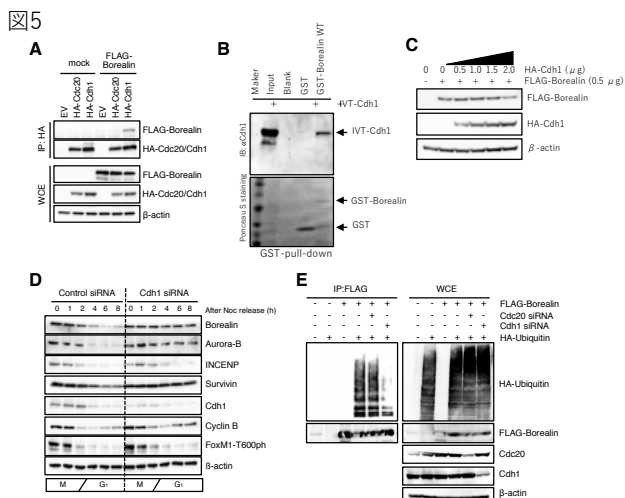 図5
A
mock
FLAG-Borealin
EV
HA-Cdc20
HA-Cdh1
EV
HA-Cdc20
HA-Cdh1
IP: HA
FLAG-Borealin
HA-Cdc20/Cdh1
WCE
FLAG-Borealin
HA-Cdc20/Cdh1
β-actin
B
Maker
Input
Blank
GST
GST-Borealin WT
+ + +IVT-Cdh1
IB: αCdh1
IVT-Cdh1
Ponceau S staining
GST-Borealin
GST
GST-pull-down
C
HA-Cdh1 (μg)
0 0 0.5 1.0 1.5 2.0
- + + + + + FLAG-Borealin (0.5 μg)
FLAG-Borealin
HA-Cdh1
β-actin
D
Control siRNA Cdh1 siRNA
0 1 2 4 6 8 0 1 2 4 6 8 After Noc release (h)
Borealin
Aurora-B
INCENP
Survivin
Cdh1
Cyclin B
FoxM1-T600ph
ß-actin
M G1 M G1
E
IP:FLAG WCE
- - + + + + - - + + + + FLAG-Borealin
- - - - + - - - - - + - Cdc20 siRNA
- - - - - + - - - - - + Cdh1 siRNA
- + - + + + - + - + + + HA-Ubiquitin
HA-Ubiquitin
FLAG-Borealin
Cdc20
Cdh1
β-actin